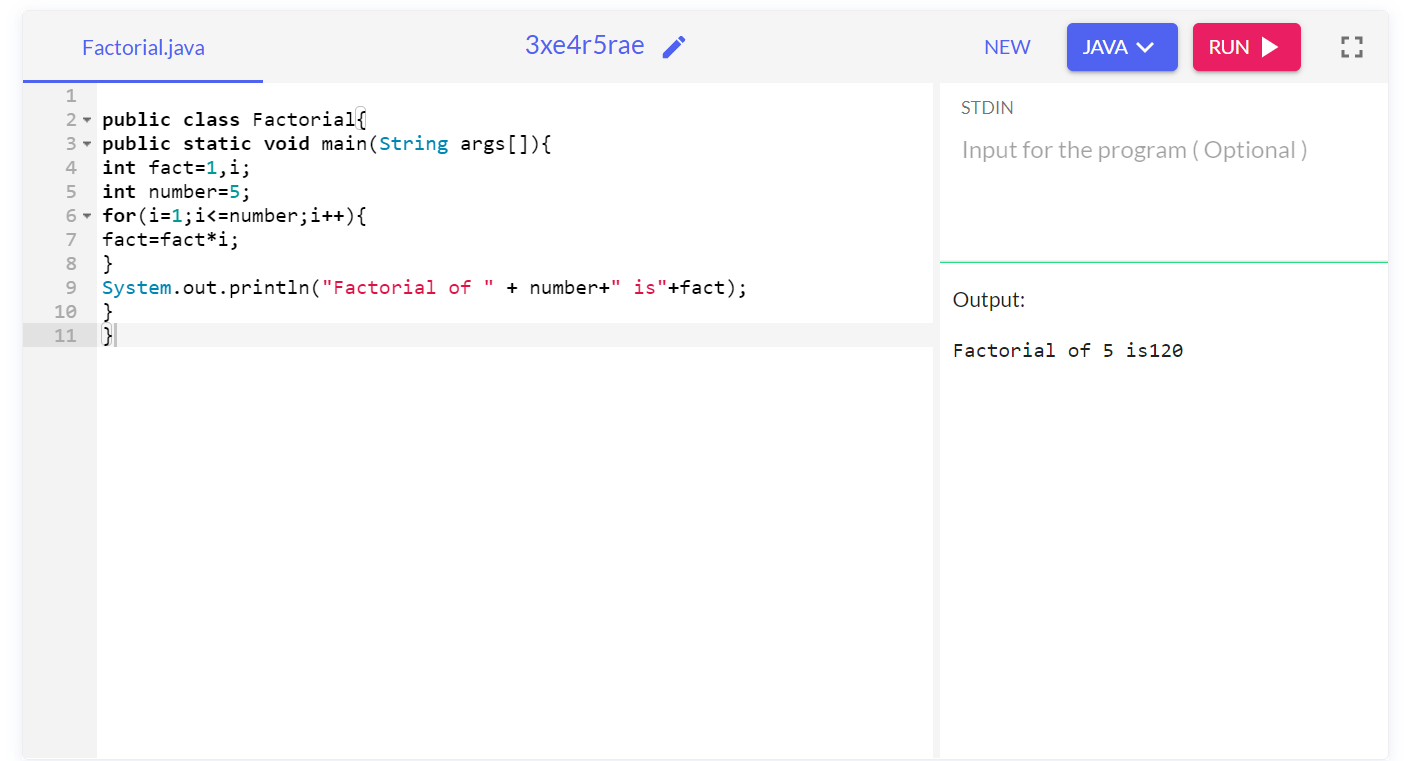 Factorial.java
3xe4r5rae
NEW
JAVA
RUN
1
2 public class Factorial{
3 public static void main(String args[]){
4 int fact=1,i;
5 int number=5;
6 for(i=1;i<=number;i++){
7 fact=fact*i;
8 }
9 System.out.println("Factorial of " + number+" is"+fact);
10 }
11 }
STDIN
Input for the program ( Optional )
Output:
Factorial of 5 is120